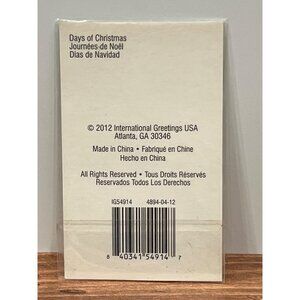 Days of Christmas
Journées de Noël
Dias de Navidad
© 2012 International Greetings USA
Atlanta, GA 30346
Made in China • Fabriqué en Chine
Hecho en China
All Rights Reserved • Tous Droits Réservés
Reservados Todos Los Derechos
IG54914 4894-04-12
6 40341 54914 7